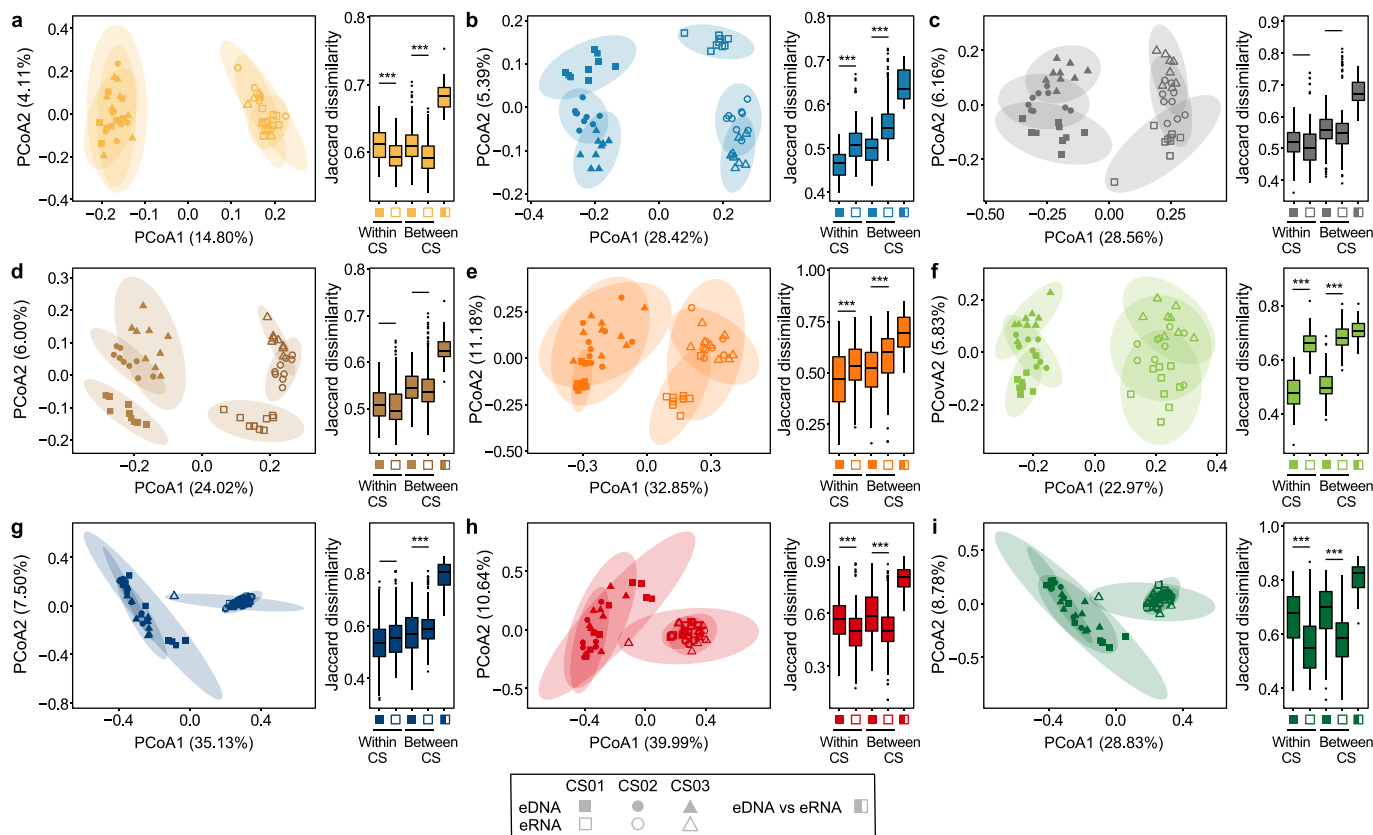 a
PCoA2 (4.11%)
0.4
0.2
0.0
−0.2
−0.4
−0.2 −0.1 0.0 0.1 0.2
PCoA1 (14.80%)
Jaccard dissimilarity
0.8
0.7
0.6
***
***
Within Between
CS CS
b
PCoA2 (5.39%)
0.2
0.1
0.0
−0.1
−0.2
−0.2 0.0 0.2
PCoA1 (28.42%)
Jaccard dissimilarity
0.8
0.7
0.6
0.5
0.4
***
***
Within Between
CS CS
c
PCoA2 (6.16%)
0.2
0.0
−0.2
−0.50 −0.25 0.00 0.25
PCoA1 (28.56%)
Jaccard dissimilarity
0.9
0.8
0.7
0.6
0.5
0.4
Within Between
CS CS
d
PCoA2 (6.00%)
0.3
0.2
0.1
0.0
−0.1
−0.2
0.0
0.2
PCoA1 (24.02%)
Jaccard dissimilarity
0.8
0.7
0.6
0.5
Within Between
CS CS
e
PCoA2 (11.18%)
0.25
0.00
−0.25
−0.50
−0.3 0.0 0.3
PCoA1 (32.85%)
Jaccard dissimilarity
1.00
0.75
0.50
0.25
0.00
***
***
Within Between
CS CS
f
PCovA2 (5.83%)
0.2
0.0
−0.2
−0.2 0.0 0.2 0.4
PCoA1 (22.97%)
Jaccard dissimilarity
0.8
0.6
0.4
***
***
Within Between
CS CS
g
PCoA2 (7.50%)
0.4
0.0
−0.4
−0.8
−0.4 0.0 0.4
PCoA1 (35.13%)
Jaccard dissimilarity
0.8
0.6
0.4
***
Within Between
CS CS
h
PCoA2 (10.64%)
0.5
0.0
−0.5
−0.4 0.0 0.4
PCoA1 (39.99%)
Jaccard dissimilarity
0.9
0.7
0.5
0.3
***
***
Within Between
CS CS
i
PCoA2 (8.78%)
0.5
0.0
−0.5
−0.4 0.0 0.4
PCoA1 (28.83%)
Jaccard dissimilarity
1.0
0.8
0.6
0.4
***
***
Within Between
CS CS
CS01 CS02 CS03
eDNA eDNA vs eRNA
eRNA